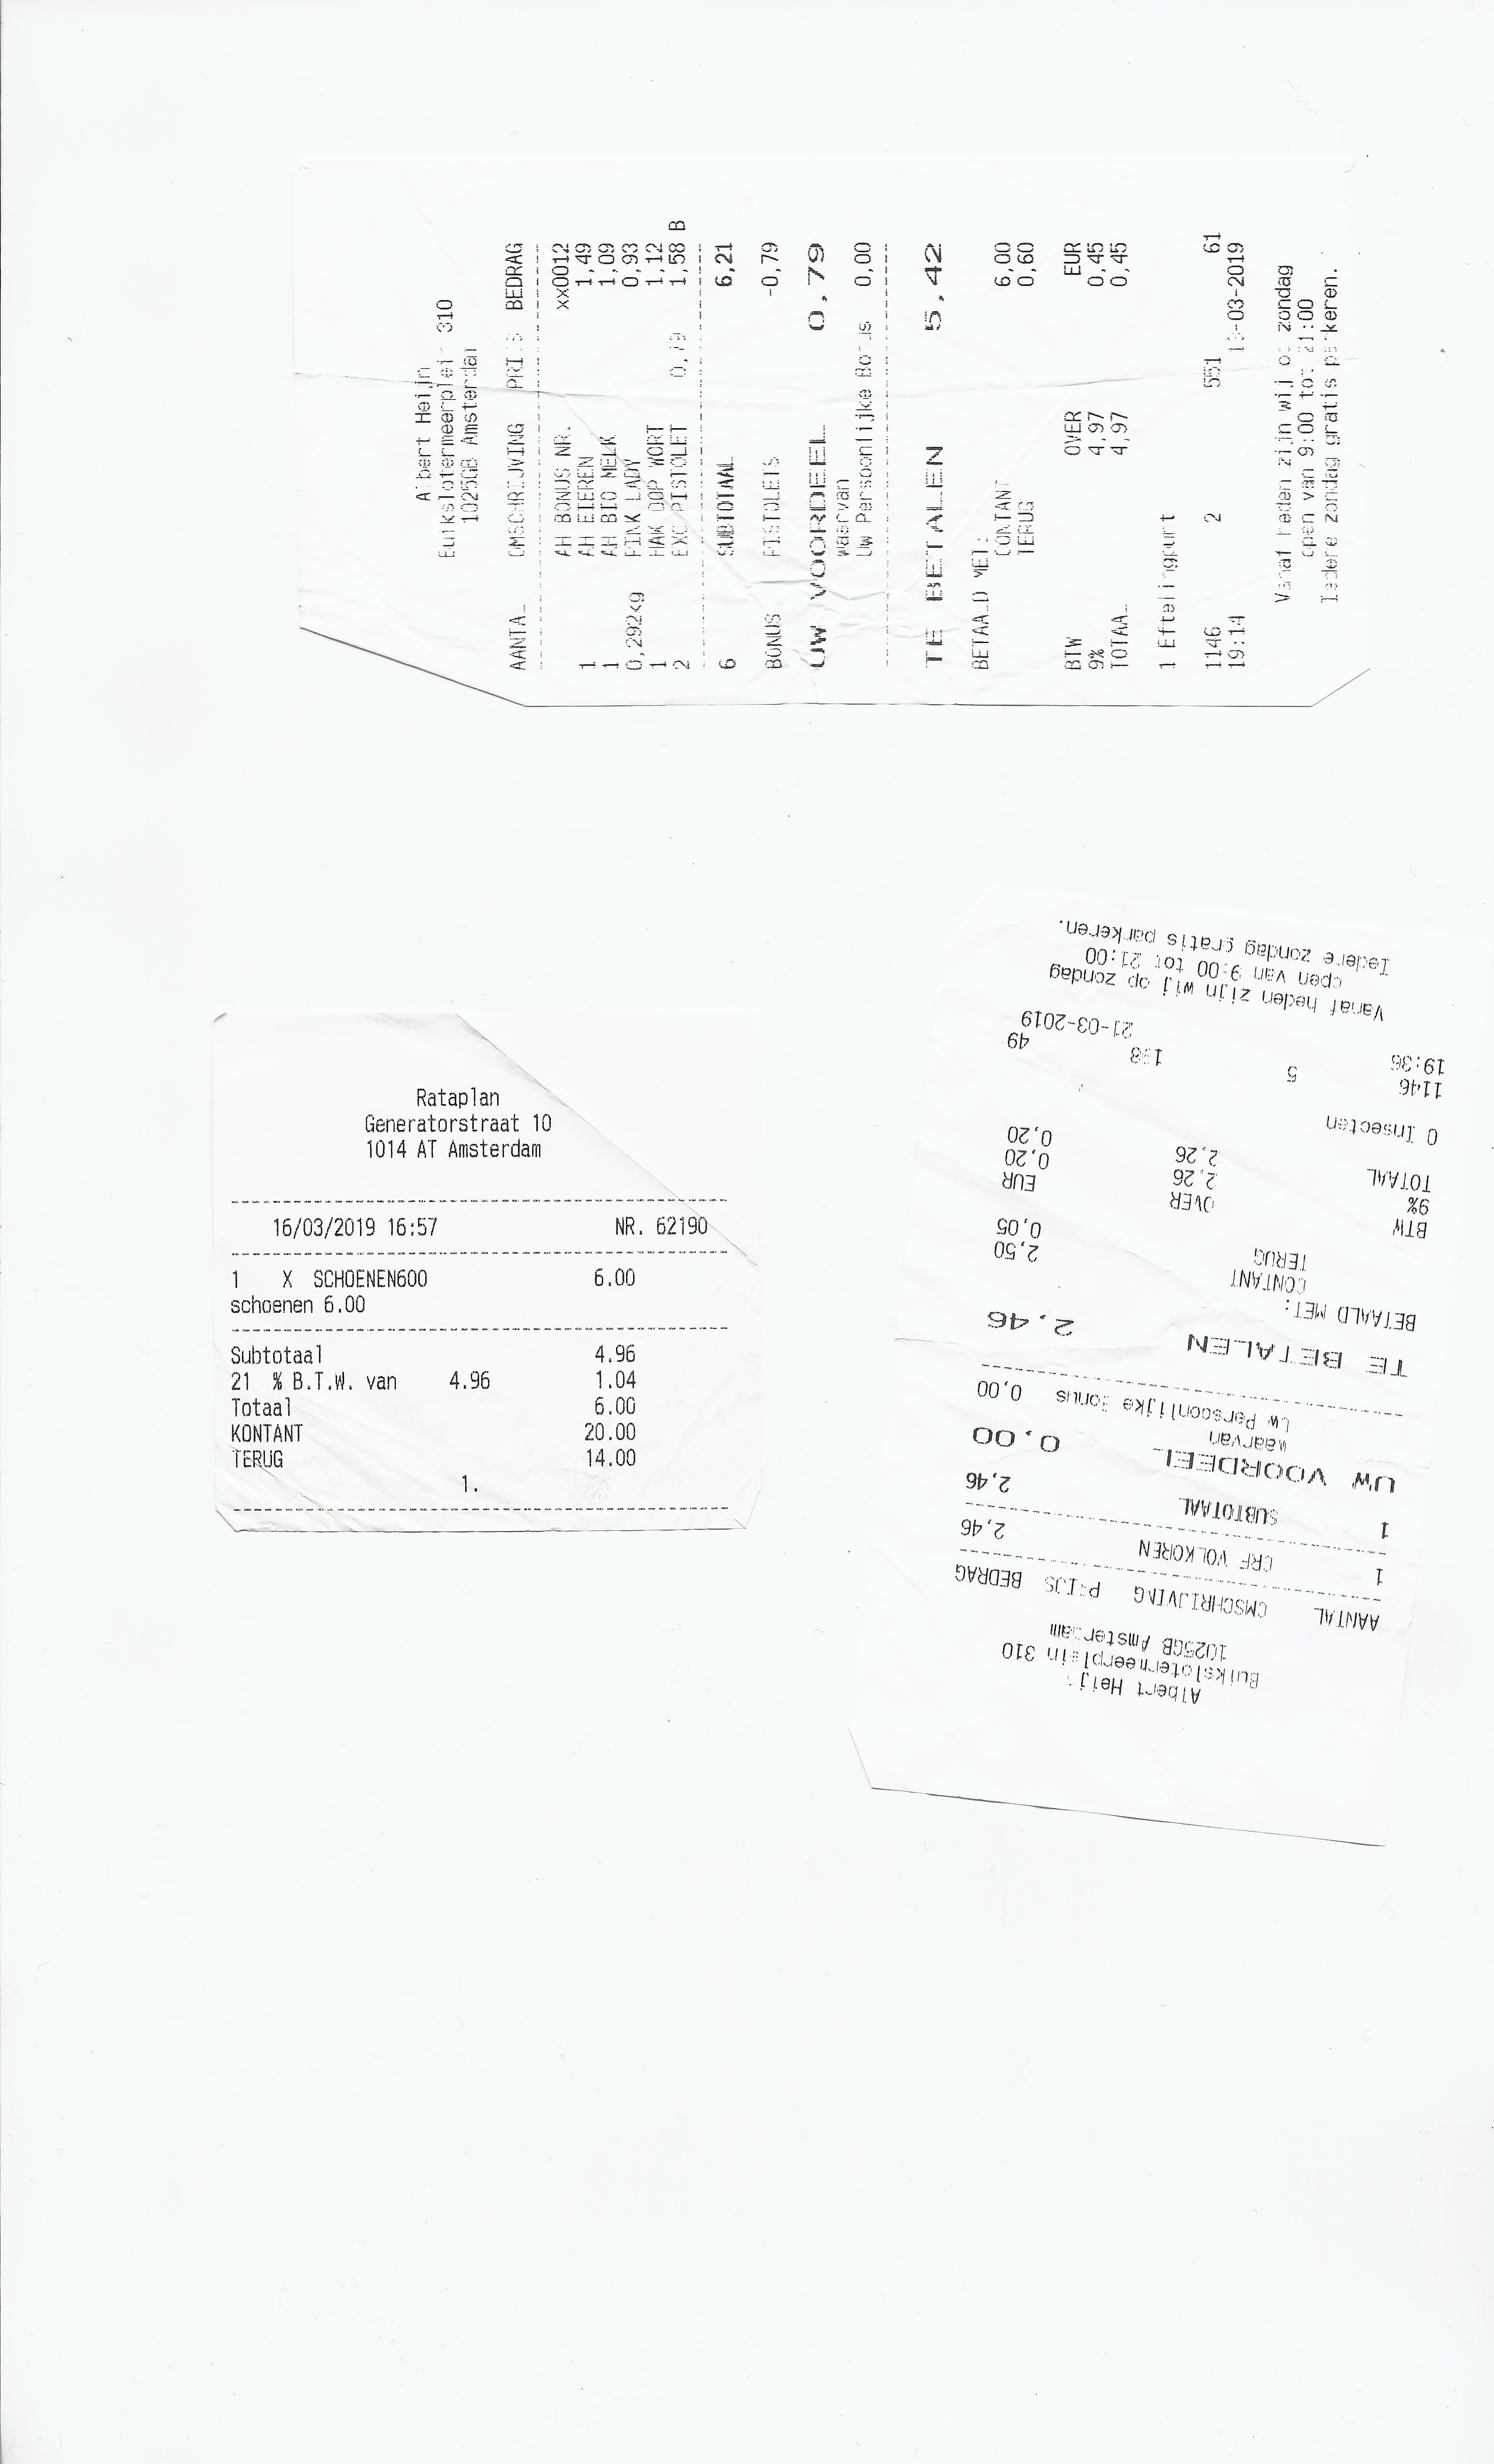 Albert Heijn
Buikslotermeerplein 310
1025GB Amsterdam
AANTAL OMSCHRIJVING PRIJS BEDRAG
AH BONUS NR. xx0012
1 AH EIEREN 1,49
1 AH BIO MELK 1,09
0,292kg PINK LADY 0,93
1 HAK DOP WORT 1,12
2 EXC PISTOLET 0,79 1,58 B
6 SUBTOTAAL 6,21
BONUS PISTOLETS -0,79
UW VOORDEEL 0,79
waarvan
Uw Persoonlijke Bonus 0,00
TE BETALEN 5,42
BETAALD MET:
CONTANT 6,00
TERUG 0,60
BTW OVER EUR
9% 4,97 0,45
TOTAAL 4,97 0,45
1 Eftelingpunt
1146 2 551 61
19:14
Vanaf heden zijn wij op zondag
open van 9:00 tot 21:00
Iedere zondag gratis parkeren.
Rataplan
Generatorstraat 10
1014 AT Amsterdam
16/03/2019 16:57 NR. 62190
1 X SCHOENEN600 6.00
schoenen 6.00
Subtotaal 4.96
21 % B.T.W. van 4.96 1.04
Totaal 6.00
KONTANT 20.00
TERUG 14.00
1.
Albert Heijn
Buikslotermeerplein 310
1025GB Amsterdam
AANTAL OMSCHRIJVING PRIJS BEDRAG
1 CRF VOLKOREN 2,46
1 SUBTOTAAL 2,46
UW VOORDEEL 0,00
waarvan
Uw Persoonlijke Bonus 0,00
TE BETALEN 2,46
BETAALD MET:
CONTANT 2,50
TERUG 0,05
BTW OVER EUR
9% 2,26 0,20
TOTAAL 2,26 0,20
0 Insecten
1146 5 49
19:36 21-03-2019
Vanaf heden zijn wij op zondag
open van 9:00 tot 21:00
Iedere zondag gratis parkeren.